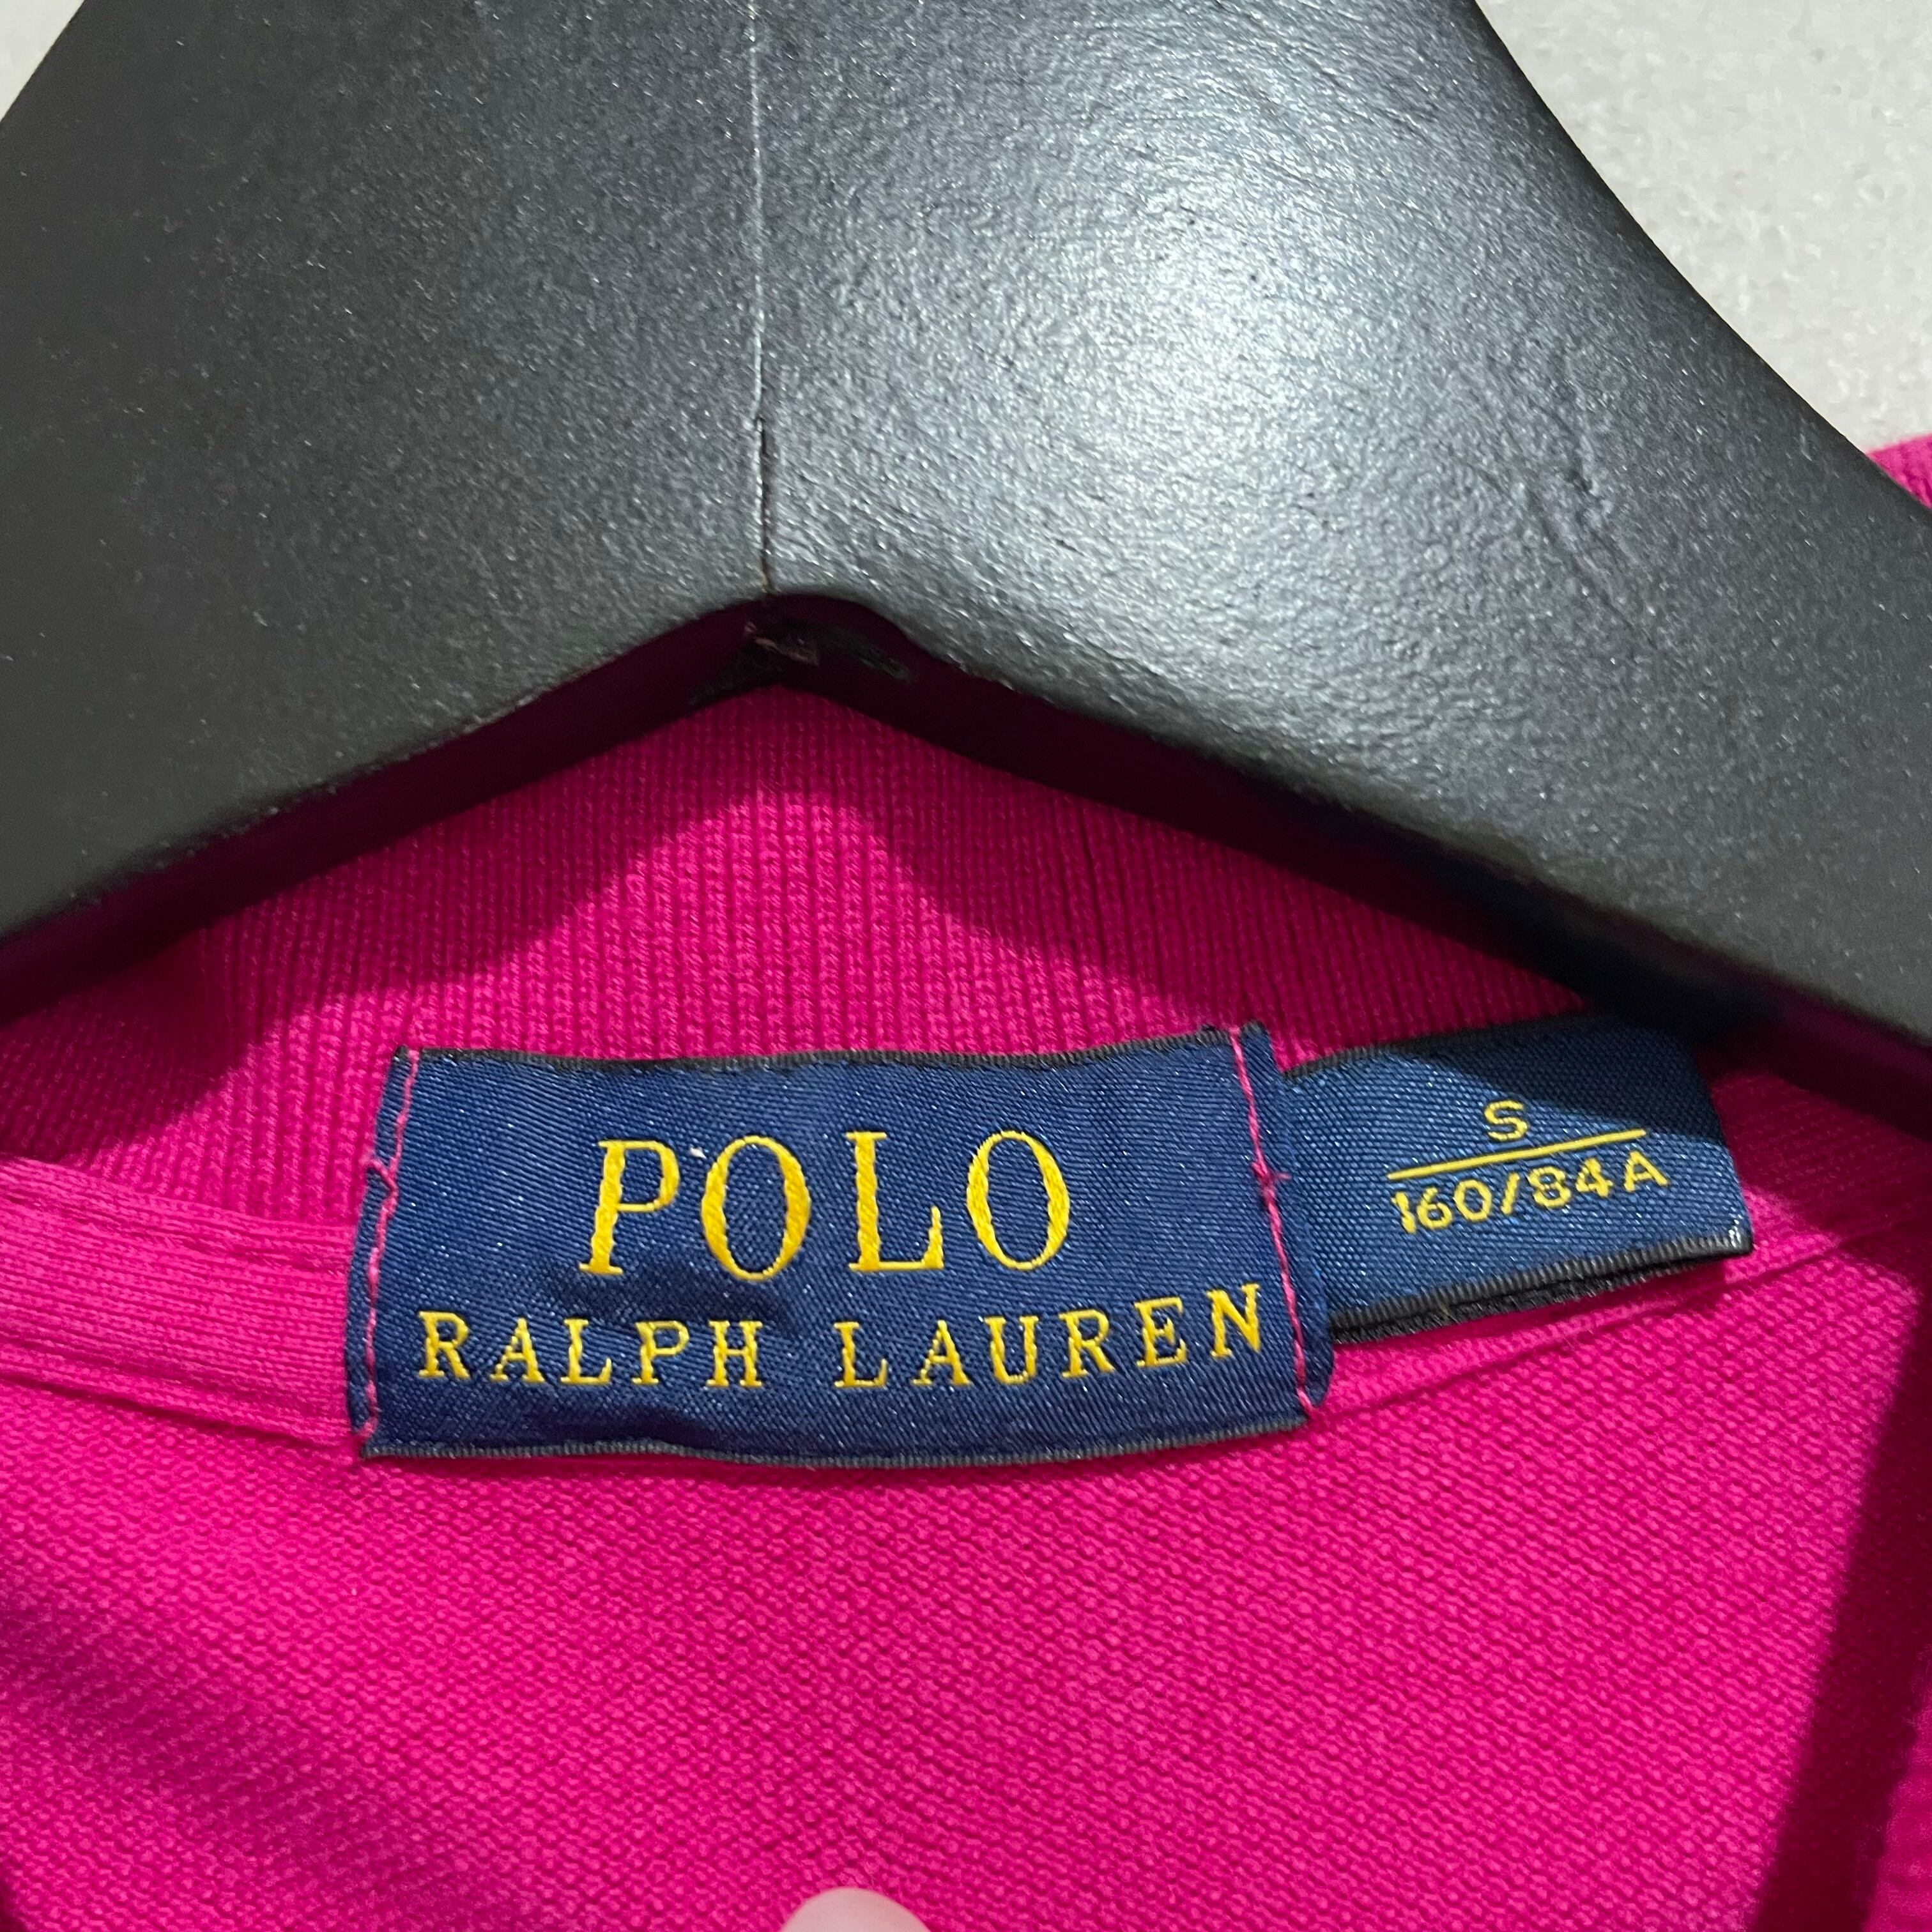 POLO
RALPH LAUREN
S
160/84A